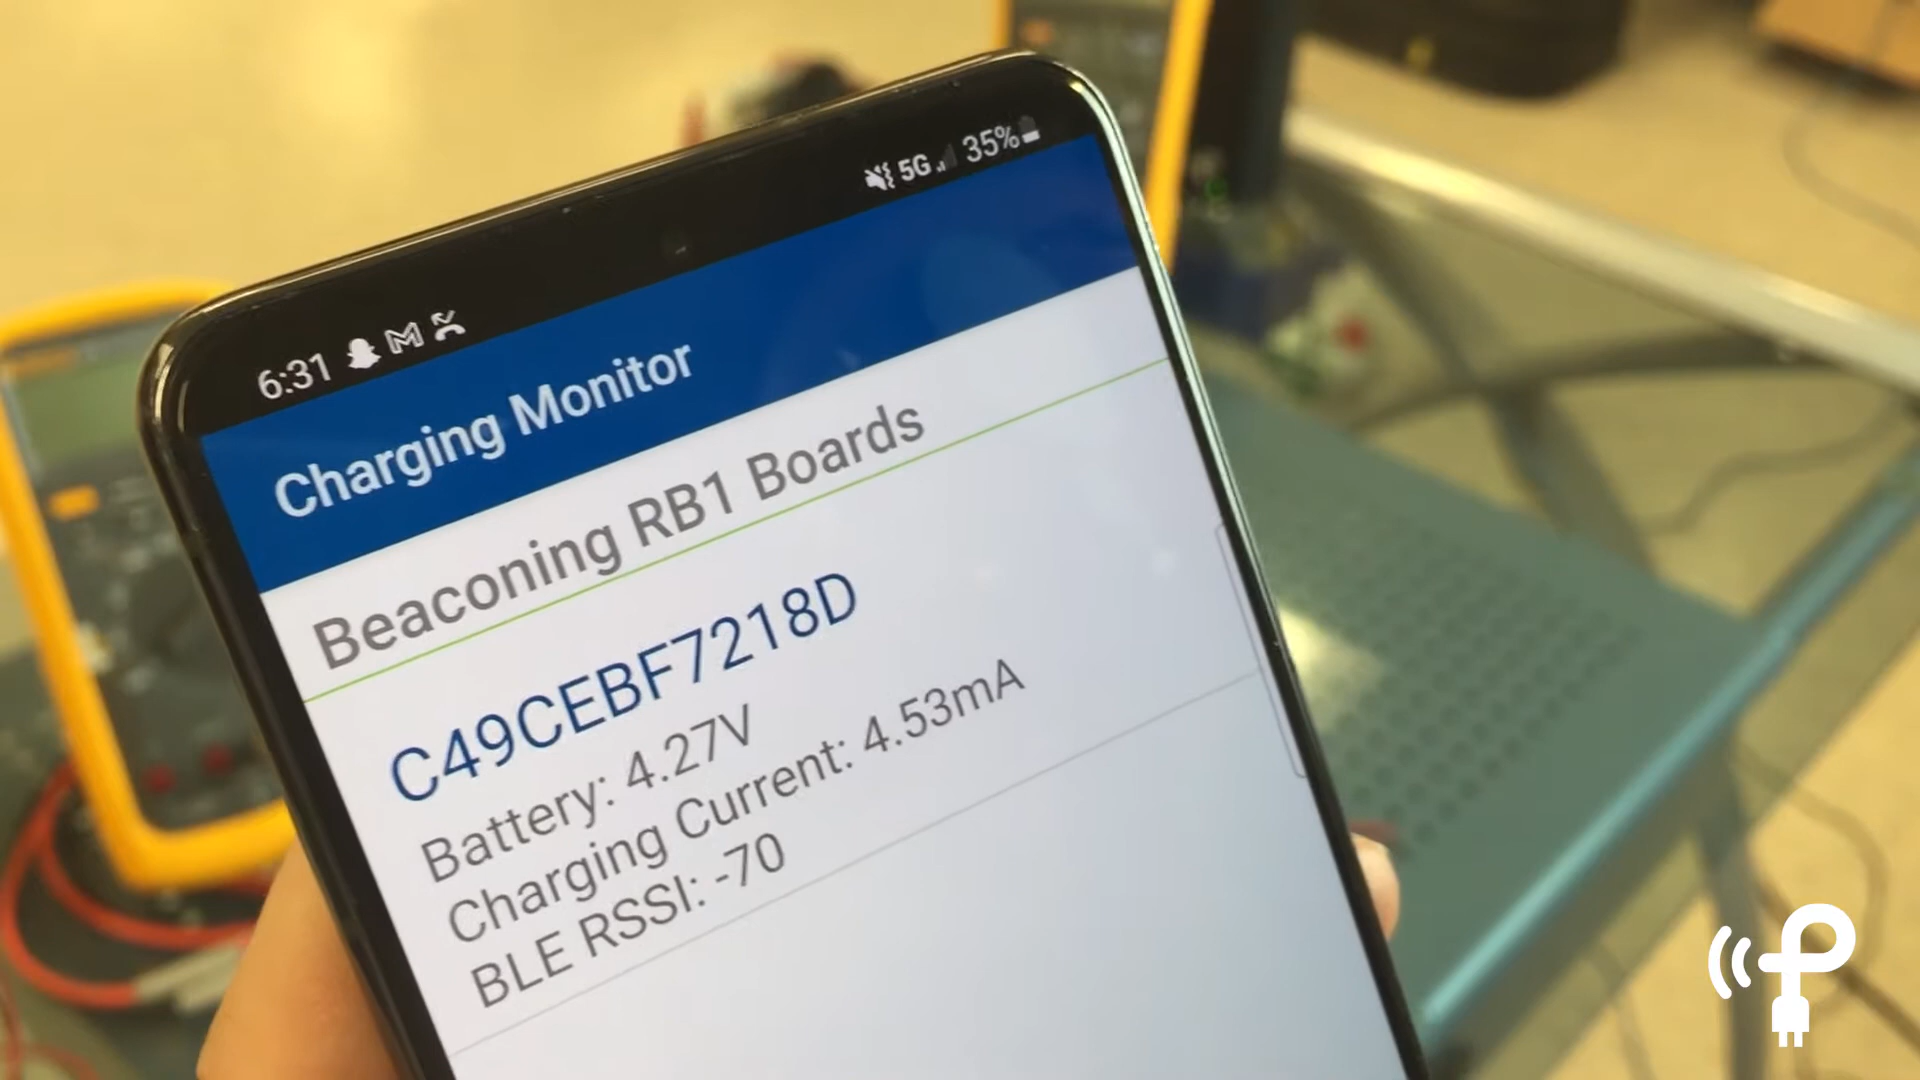 6:31
5G 35%
Charging Monitor
Beaconing RB1 Boards
C49CEBF7218D
Battery: 4.27V
Charging Current: 4.53mA
BLE RSSI: -70